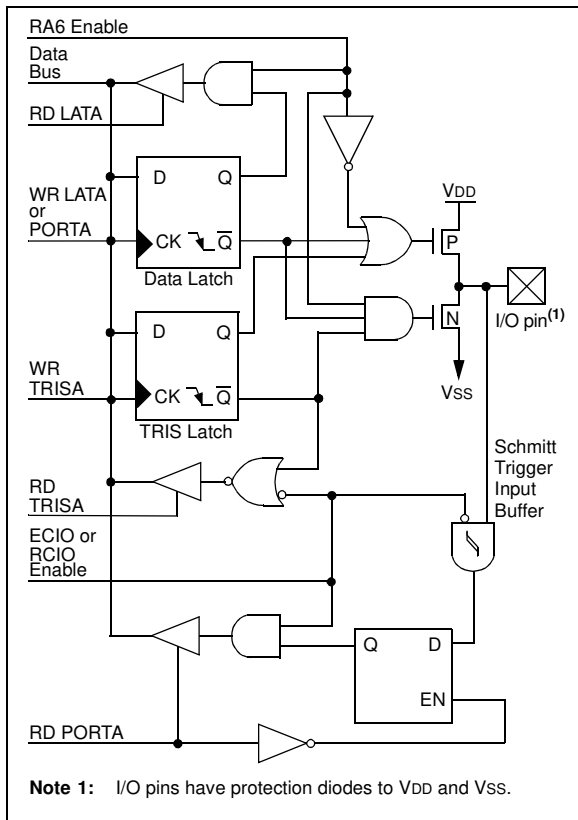 RA6 Enable
Data
Bus
RD LATA
WR LATA
or
PORTA
D
Q
CK
Q
Data Latch
VDD
P
I/O pin(1)
N
VSS
D
Q
CK
Q
TRIS Latch
WR
TRISA
Schmitt
Trigger
Input
Buffer
RD
TRISA
ECIO or
RCIO
Enable
Q
D
EN
RD PORTA
Note 1: I/O pins have protection diodes to VDD and VSS.